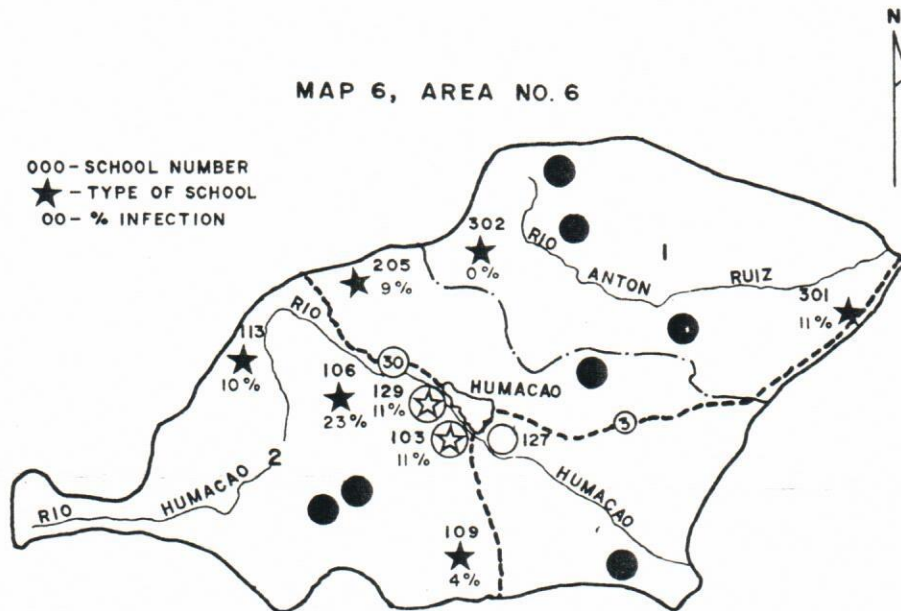 N
MAP 6, AREA NO. 6
000 - SCHOOL NUMBER
★ - TYPE OF SCHOOL
00 - % INFECTION
302
0%
RIO ANTON RUIZ
1
205
9%
301
11%
RIO
113
10%
30
106
23%
HUMACAO
129
11%
3
103
11%
127
2
HUMACAO
RIO HUMACAO
109
4%